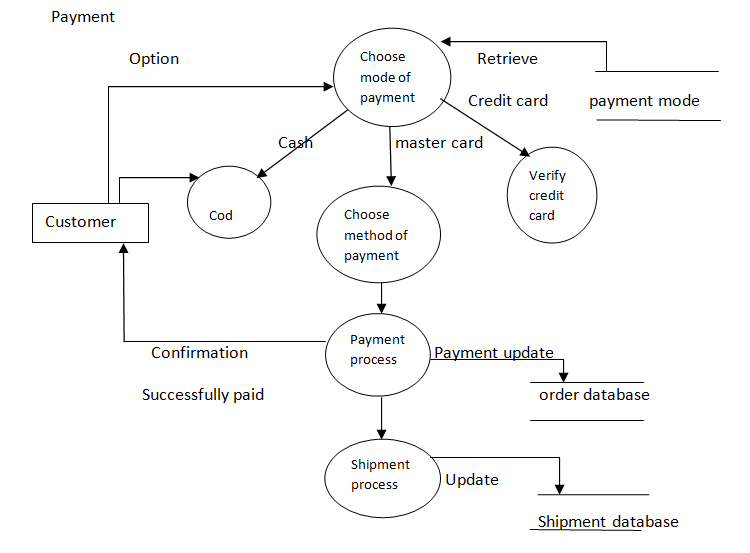 Payment
Option
Choose
mode of
payment
Retrieve
Credit card
payment mode
Cash
master card
Verify
credit
card
Customer
Cod
Choose
method of
payment
Payment
process
Confirmation
Payment update
Successfully paid
order database
Shipment
process
Update
Shipment database